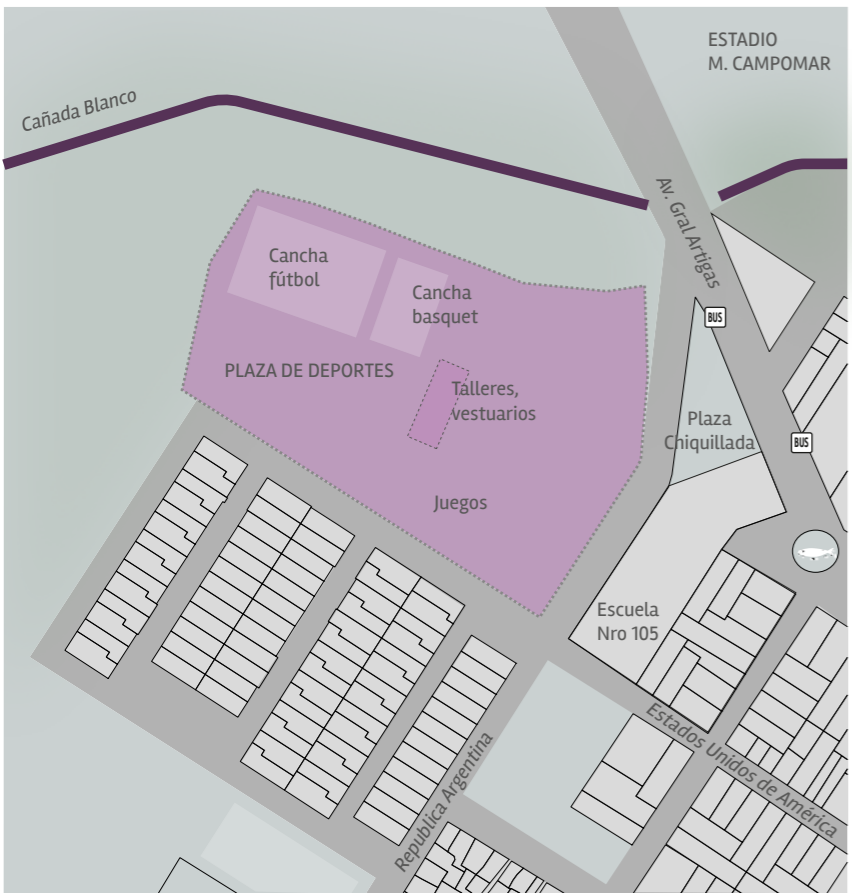 ESTADIO
M. CAMPOMAR
Cañada Blanco
Av. Gral Artigas
Cancha
fútbol
Cancha
basquet
BUS
PLAZA DE DEPORTES
Talleres,
vestuarios
Plaza
Chiquillada
BUS
Juegos
Escuela
Nro 105
Estados Unidos de América
Republica Argentina